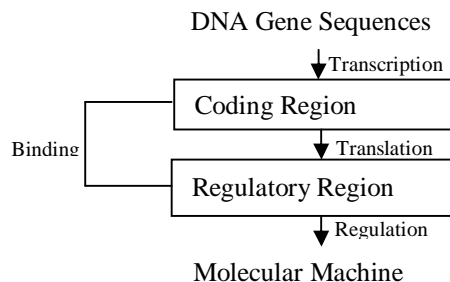 DNA Gene Sequences
Transcription
Coding Region
Binding
Translation
Regulatory Region
Regulation
Molecular Machine